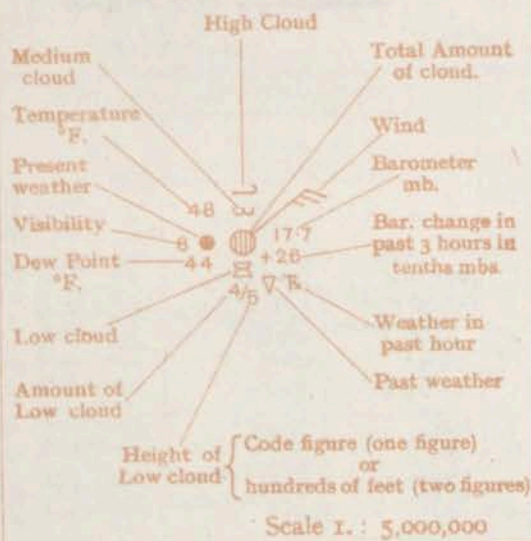 High Cloud
Medium
cloud
Total Amount
of cloud.
Temperature
°F.
Wind
Present
weather
Barometer
mb.
48
Visibility
6
17.7
Bar. change in
past 3 hours in
tenths mbs.
+26
Dew Point
°F.
44
4/5
Low cloud
Weather in
past hour
Amount of
Low cloud
Past weather
Height of
Low cloud
Code figure (one figure)
or
hundreds of feet (two figures)
Scale 1. : 5,000,000